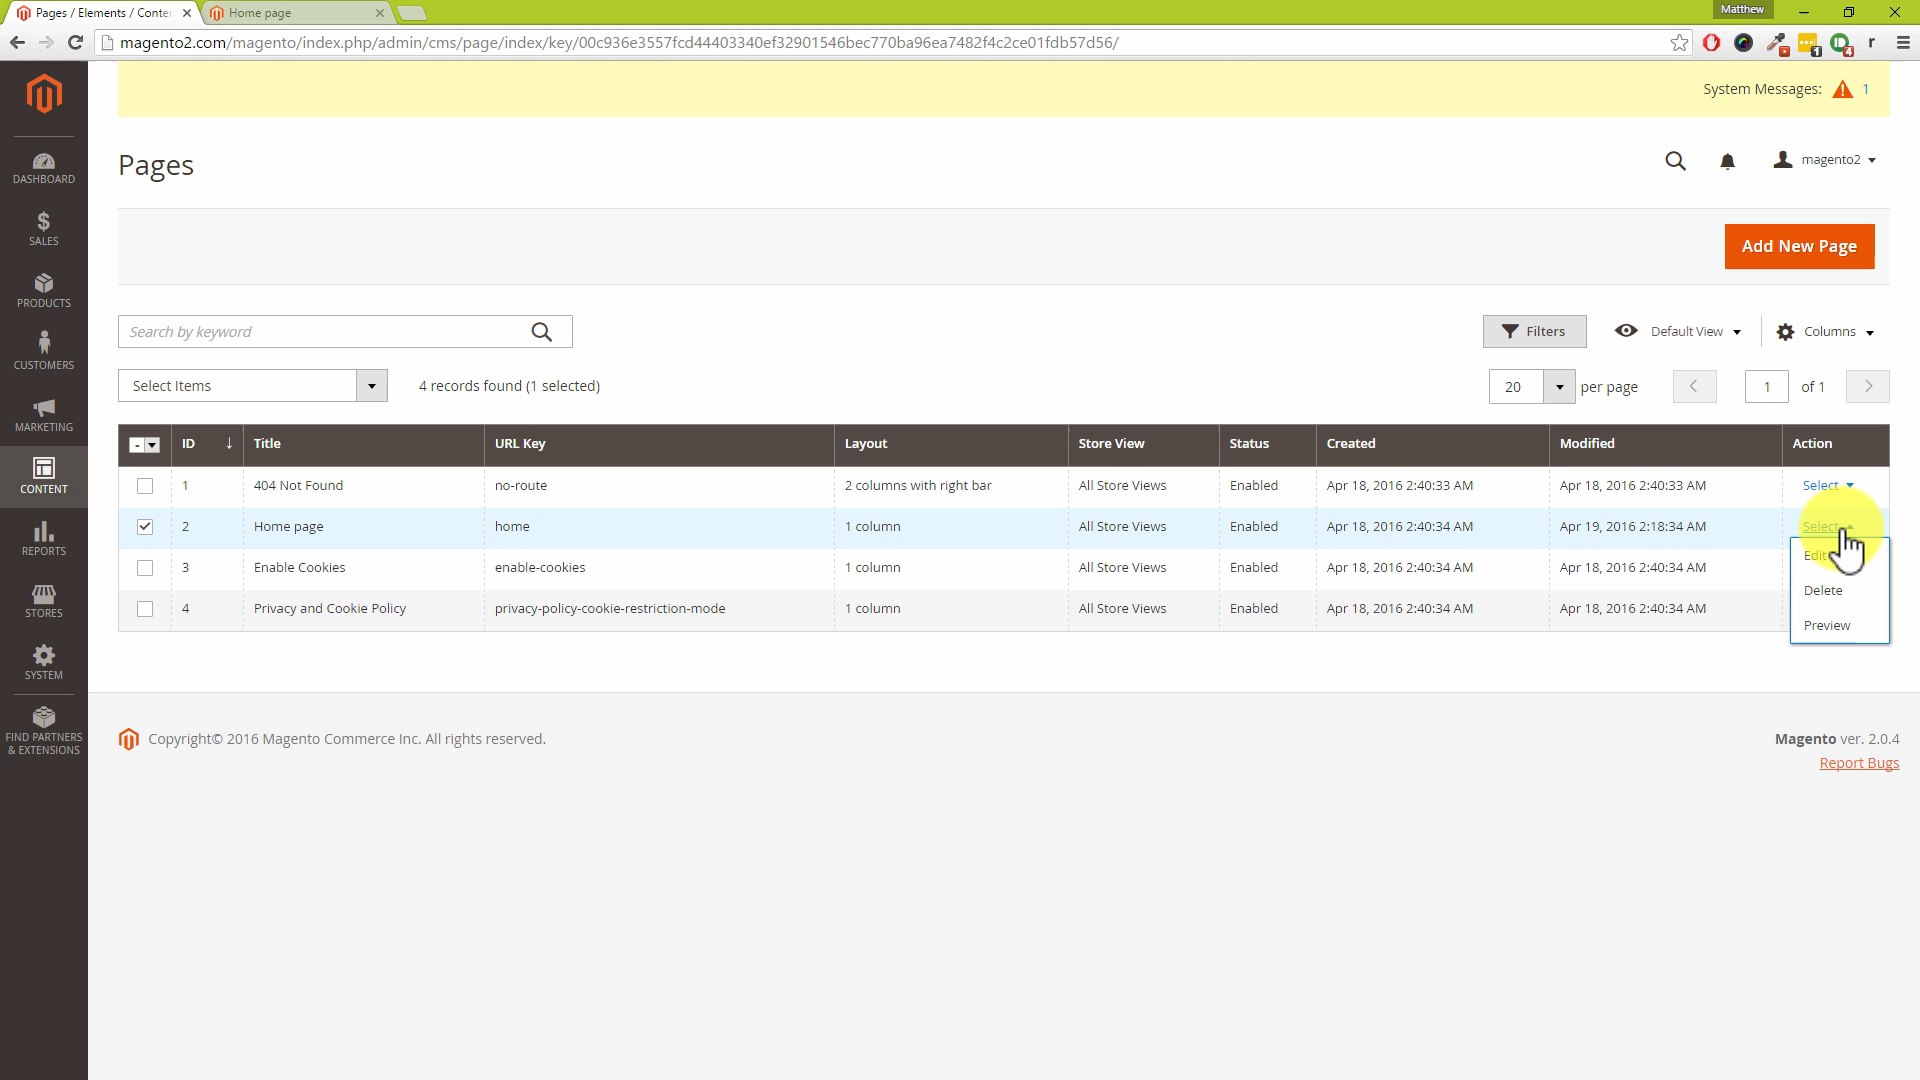 Pages / Elements / Conte
Home page
Matthew
magento2.com/magento/index.php/admin/cms/page/index/key/00c936e3557fcd44403340ef32901546bec770ba96ea7482f4c2ce01fdb57d56/
1
4
r
System Messages: 1
Pages
magento2
Add New Page
DASHBOARD
SALES
PRODUCTS
CUSTOMERS
MARKETING
CONTENT
REPORTS
STORES
SYSTEM
FIND PARTNERS
& EXTENSIONS
Search by keyword
Filters
Default View
Columns
Select Items
4 records found (1 selected)
20 per page
1 of 1
ID ↓ Title URL Key Layout Store View Status Created Modified Action
1 404 Not Found no-route 2 columns with right bar All Store Views Enabled Apr 18, 2016 2:40:33 AM Apr 18, 2016 2:40:33 AM Select
2 Home page home 1 column All Store Views Enabled Apr 18, 2016 2:40:34 AM Apr 19, 2016 2:18:34 AM Select
3 Enable Cookies enable-cookies 1 column All Store Views Enabled Apr 18, 2016 2:40:34 AM Apr 18, 2016 2:40:34 AM
4 Privacy and Cookie Policy privacy-policy-cookie-restriction-mode 1 column All Store Views Enabled Apr 18, 2016 2:40:34 AM Apr 18, 2016 2:40:34 AM
Edit
Delete
Preview
Copyright© 2016 Magento Commerce Inc. All rights reserved.
Magento ver. 2.0.4
Report Bugs